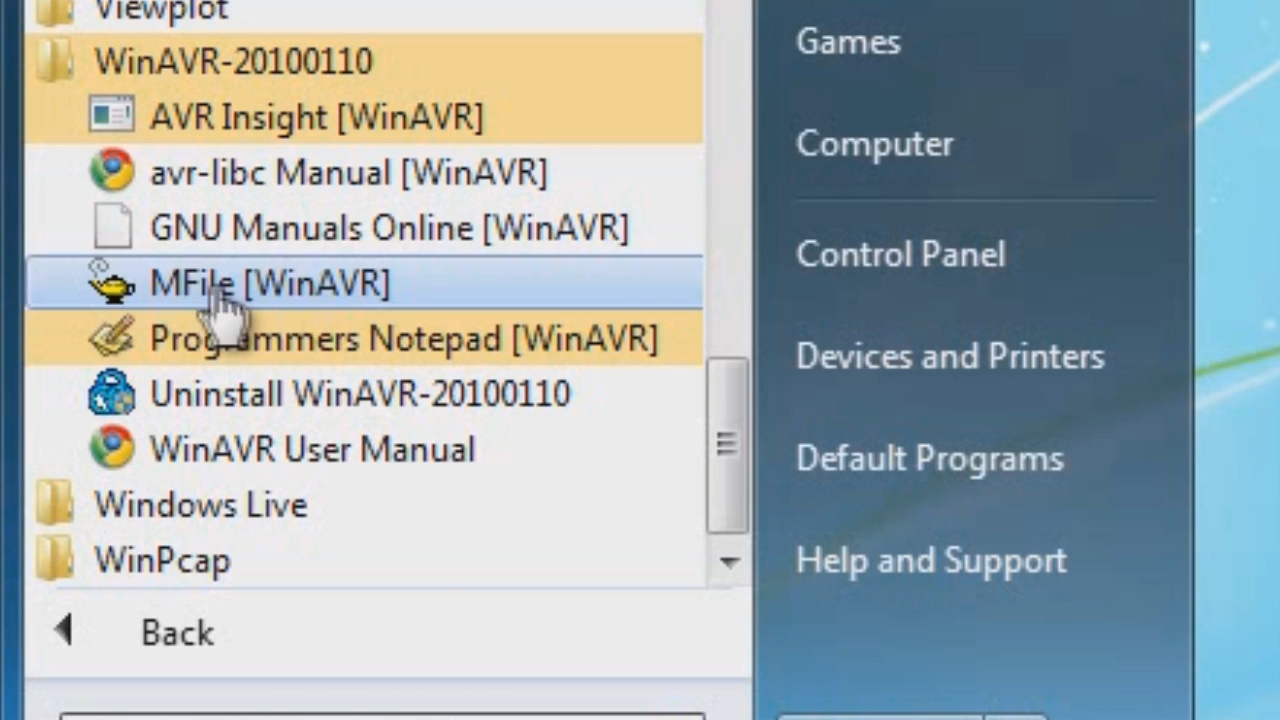 Viewplot
WinAVR-20100110
AVR Insight [WinAVR]
avr-libc Manual [WinAVR]
GNU Manuals Online [WinAVR]
MFile [WinAVR]
Programmers Notepad [WinAVR]
Uninstall WinAVR-20100110
WinAVR User Manual
Windows Live
WinPcap
Back
Games
Computer
Control Panel
Devices and Printers
Default Programs
Help and Support